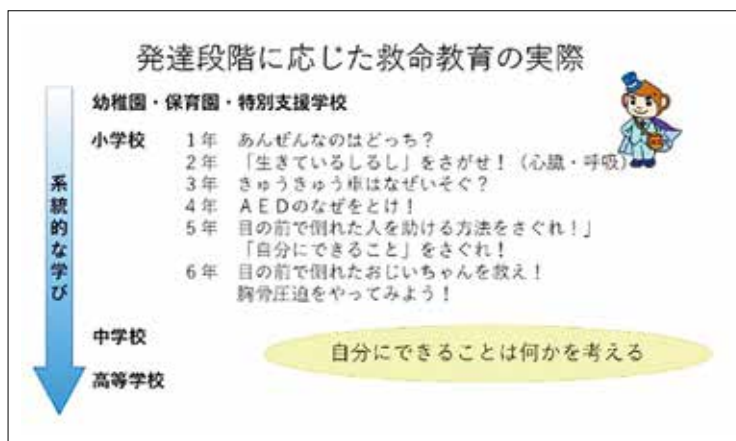 発達段階に応じた救命教育の実際
幼稚園・保育園・特別支援学校
小学校 1年 あんぜんなのはどっち？
2年 「生きているしるし」をさがせ！（心臓・呼吸）
3年 きゅうきゅう車はなぜいそぐ？
4年 ＡＥＤのなぜをとけ！
5年 目の前で倒れた人を助ける方法をさぐれ！」
「自分にできること」をさぐれ！
6年 目の前で倒れたおじいちゃんを救え！
胸骨圧迫をやってみよう！
中学校
高等学校
系統的な学び
自分にできることは何かを考える